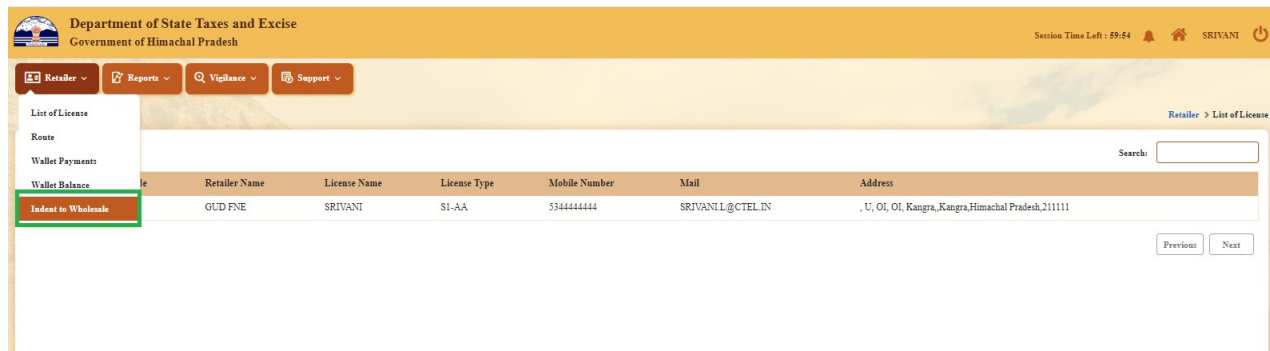 Department of State Taxes and Excise
Government of Himachal Pradesh
Session Time Left : 59:54 SRIVANI
Retailer Reports Vigilance Support
List of License
Retailer > List of License
Route
Wallet Payments
Search:
Wallet Balance
Retailer Name License Name License Type Mobile Number Mail Address
Indent to Wholesale
GUD FNE SRIVANI S1-AA 5344444444 SRIVANI.L@CTEL.IN , U, OI, OI, Kangra,,Kangra,Himachal Pradesh,211111
Previous Next